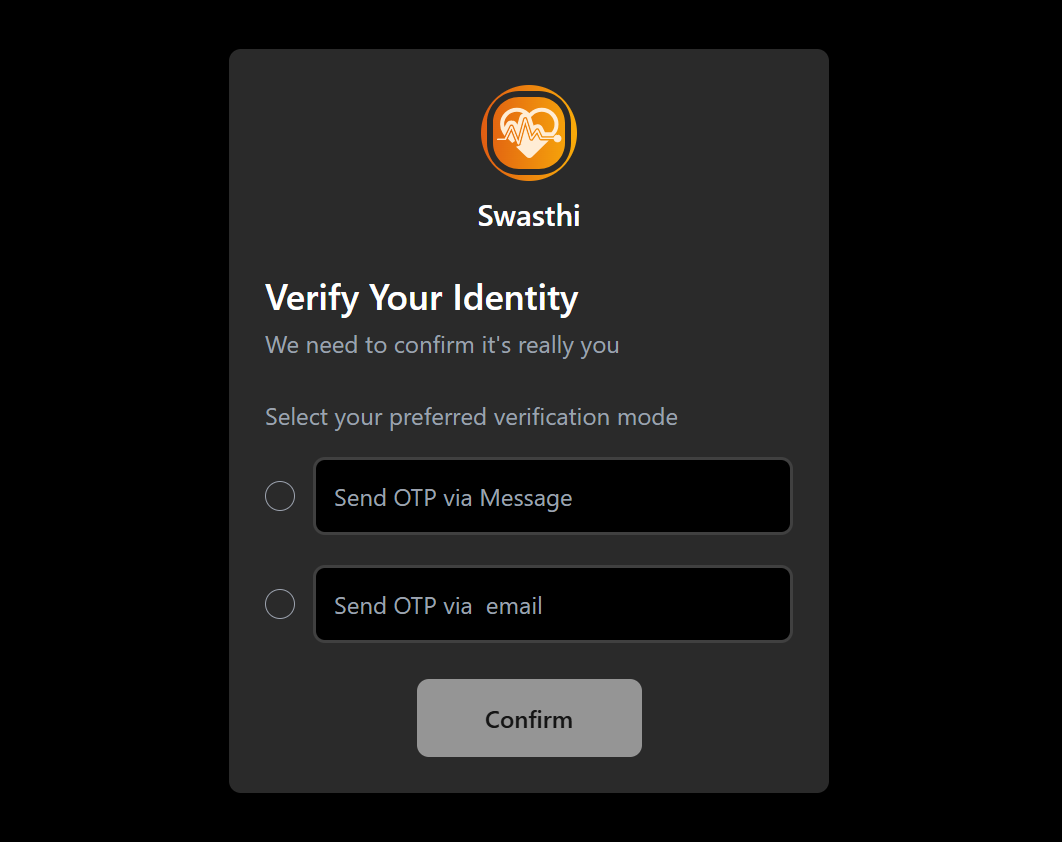 Swasthi
Verify Your Identity
We need to confirm it's really you
Select your preferred verification mode
Send OTP via Message
Send OTP via  email
Confirm